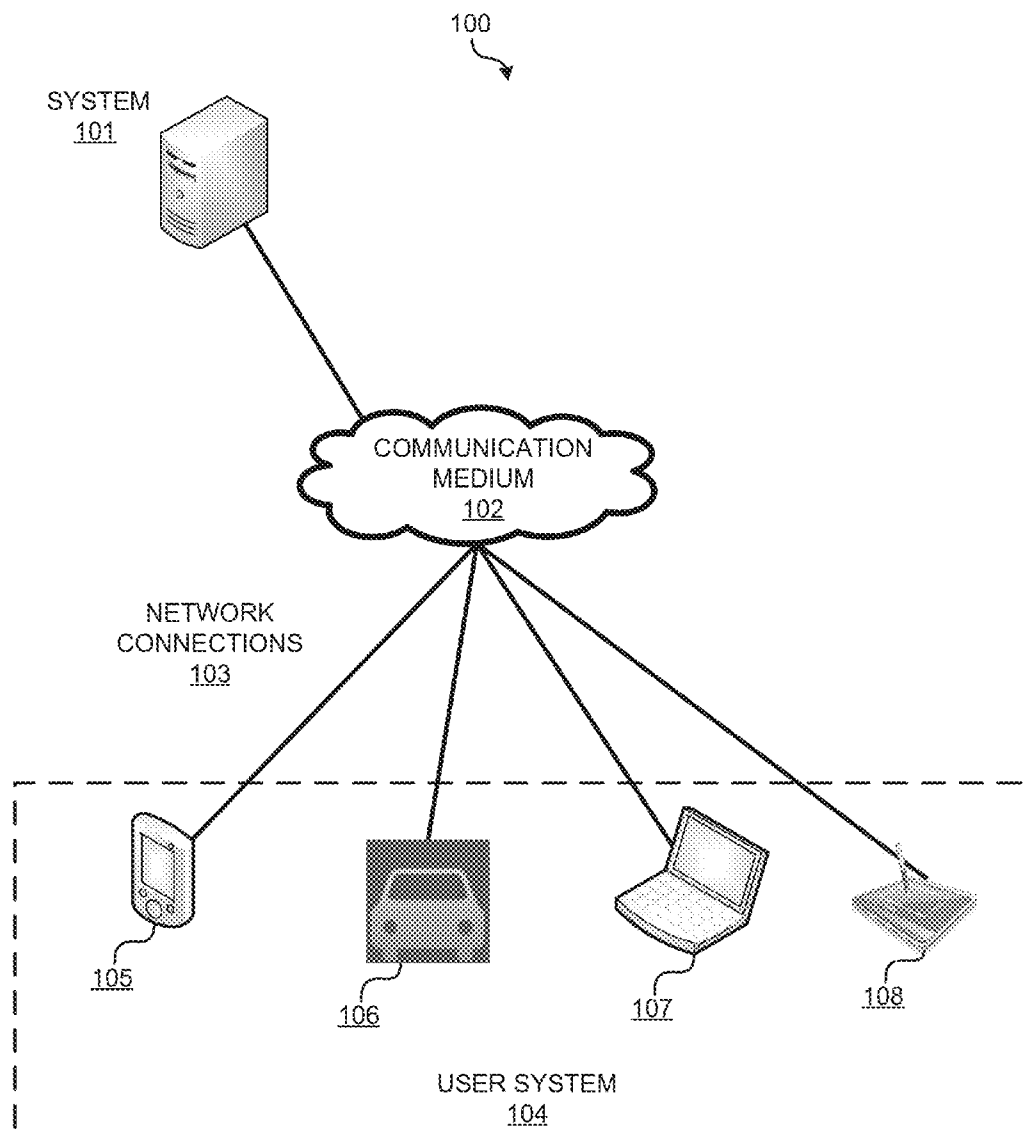 100
SYSTEM
101
COMMUNICATION
MEDIUM
102
NETWORK
CONNECTIONS
103
105
106
107
108
USER SYSTEM
104